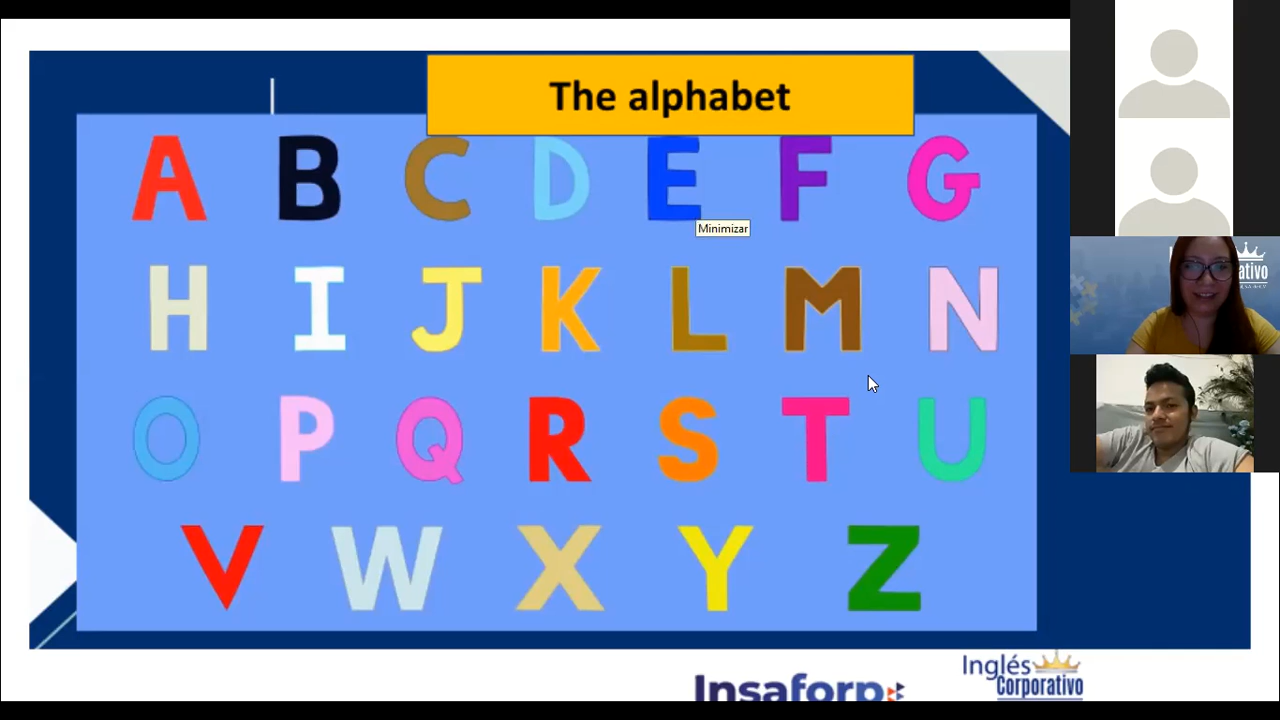 The alphabet
A B C D E F G
Minimizar
H I J K L M N
O P Q R S T U
V W X Y Z
Insaforp
Inglés
Corporativo